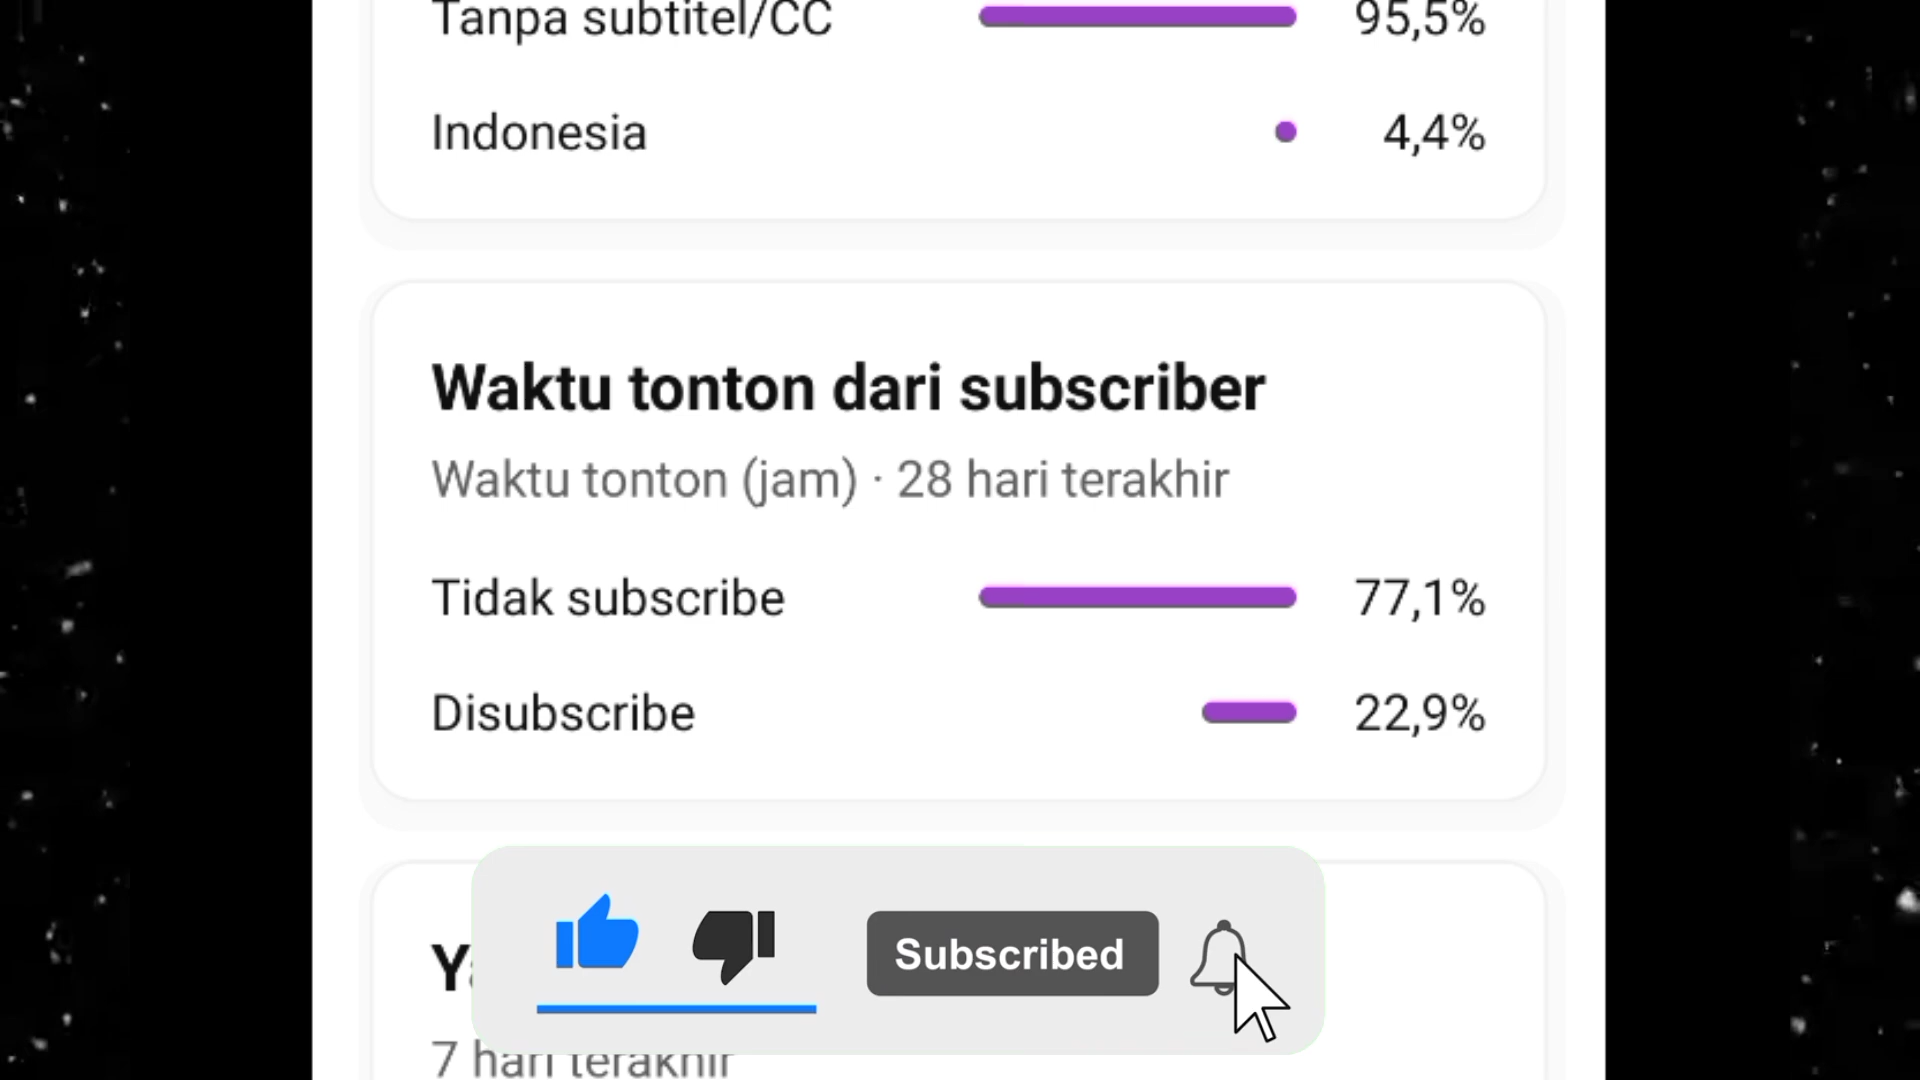 Tanpa subtitel/CC 95,5%
Indonesia 4,4%
Waktu tonton dari subscriber
Waktu tonton (jam) · 28 hari terakhir
Tidak subscribe 77,1%
Disubscribe 22,9%
Subscribed
7 hari terakhir